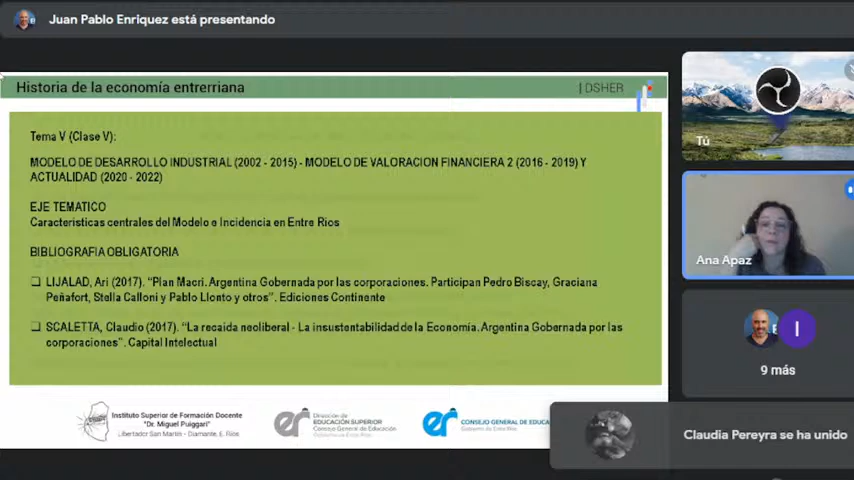 Juan Pablo Enriquez está presentando
Historia de la economía entrerriana
| DSHER
Tema V (Clase V):
MODELO DE DESARROLLO INDUSTRIAL (2002 - 2015) - MODELO DE VALORACION FINANCIERA 2 (2016 - 2019) Y
ACTUALIDAD (2020 - 2022)
EJE TEMATICO
Características centrales del Modelo e Incidencia en Entre Ríos
BIBLIOGRAFIA OBLIGATORIA
LIJALAD, Ari (2017). “Plan Macri. Argentina Gobernada por las corporaciones. Participan Pedro Biscay, Graciana
Peñafort, Stella Calloni y Pablo Llonto y otros”. Ediciones Continente
SCALETTA, Claudio (2017). “La recaída neoliberal - La insustentabilidad de la Economía. Argentina Gobernada por las
corporaciones”. Capital Intelectual
Instituto Superior de Formación Docente
"Dr. Miguel Puiggari"
Libertador San Martín - Diamante, E. Ríos
er
Dirección de
EDUCACIÓN SUPERIOR
Consejo General de Educación
er
CONSEJO GENERAL DE EDUCA
Gobierno de Entre Ríos
Tú
Ana Apaz
I
9 más
Claudia Pereyra se ha unido